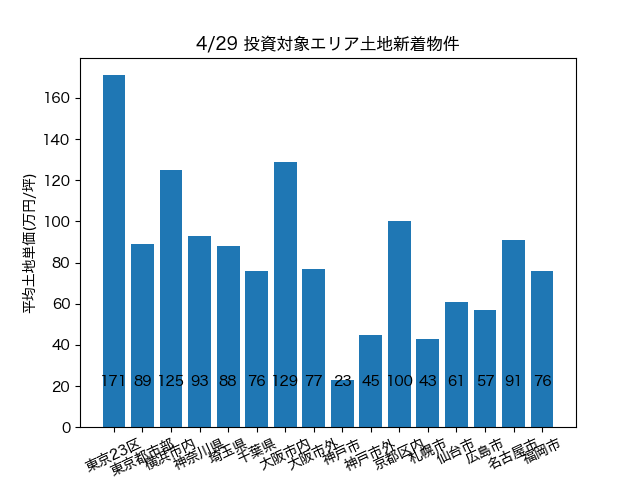 4/29 投資対象エリア土地新着物件
平均土地単価(万円/坪)
160
140
120
100
80
60
40
20
0
171 89 125 93 88 76 129 77 23 45 100 43 61 57 91 76
東京23区
東京都市部
横浜市内
神奈川県
埼玉県
千葉県
大阪市内
大阪市外
神戸市
神戸市外
京都区内
札幌市
仙台市
広島市
名古屋市
福岡市